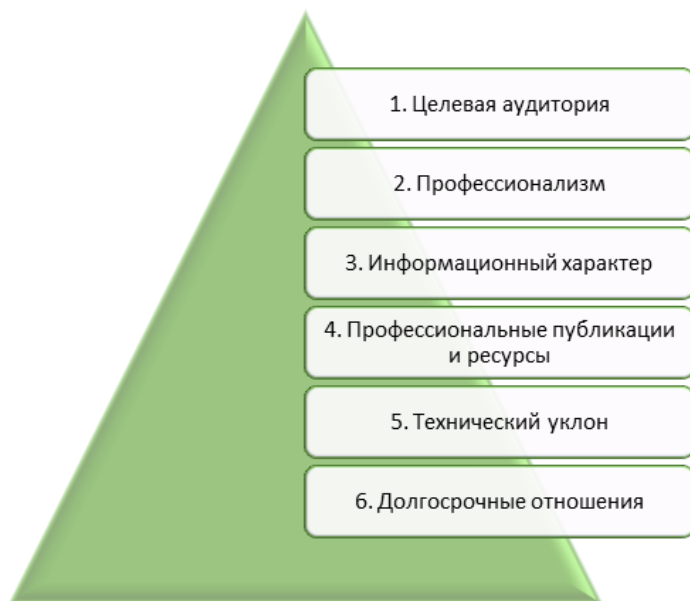 1. Целевая аудитория
2. Профессионализм
3. Информационный характер
4. Профессиональные публикации
и ресурсы
5. Технический уклон
6. Долгосрочные отношения